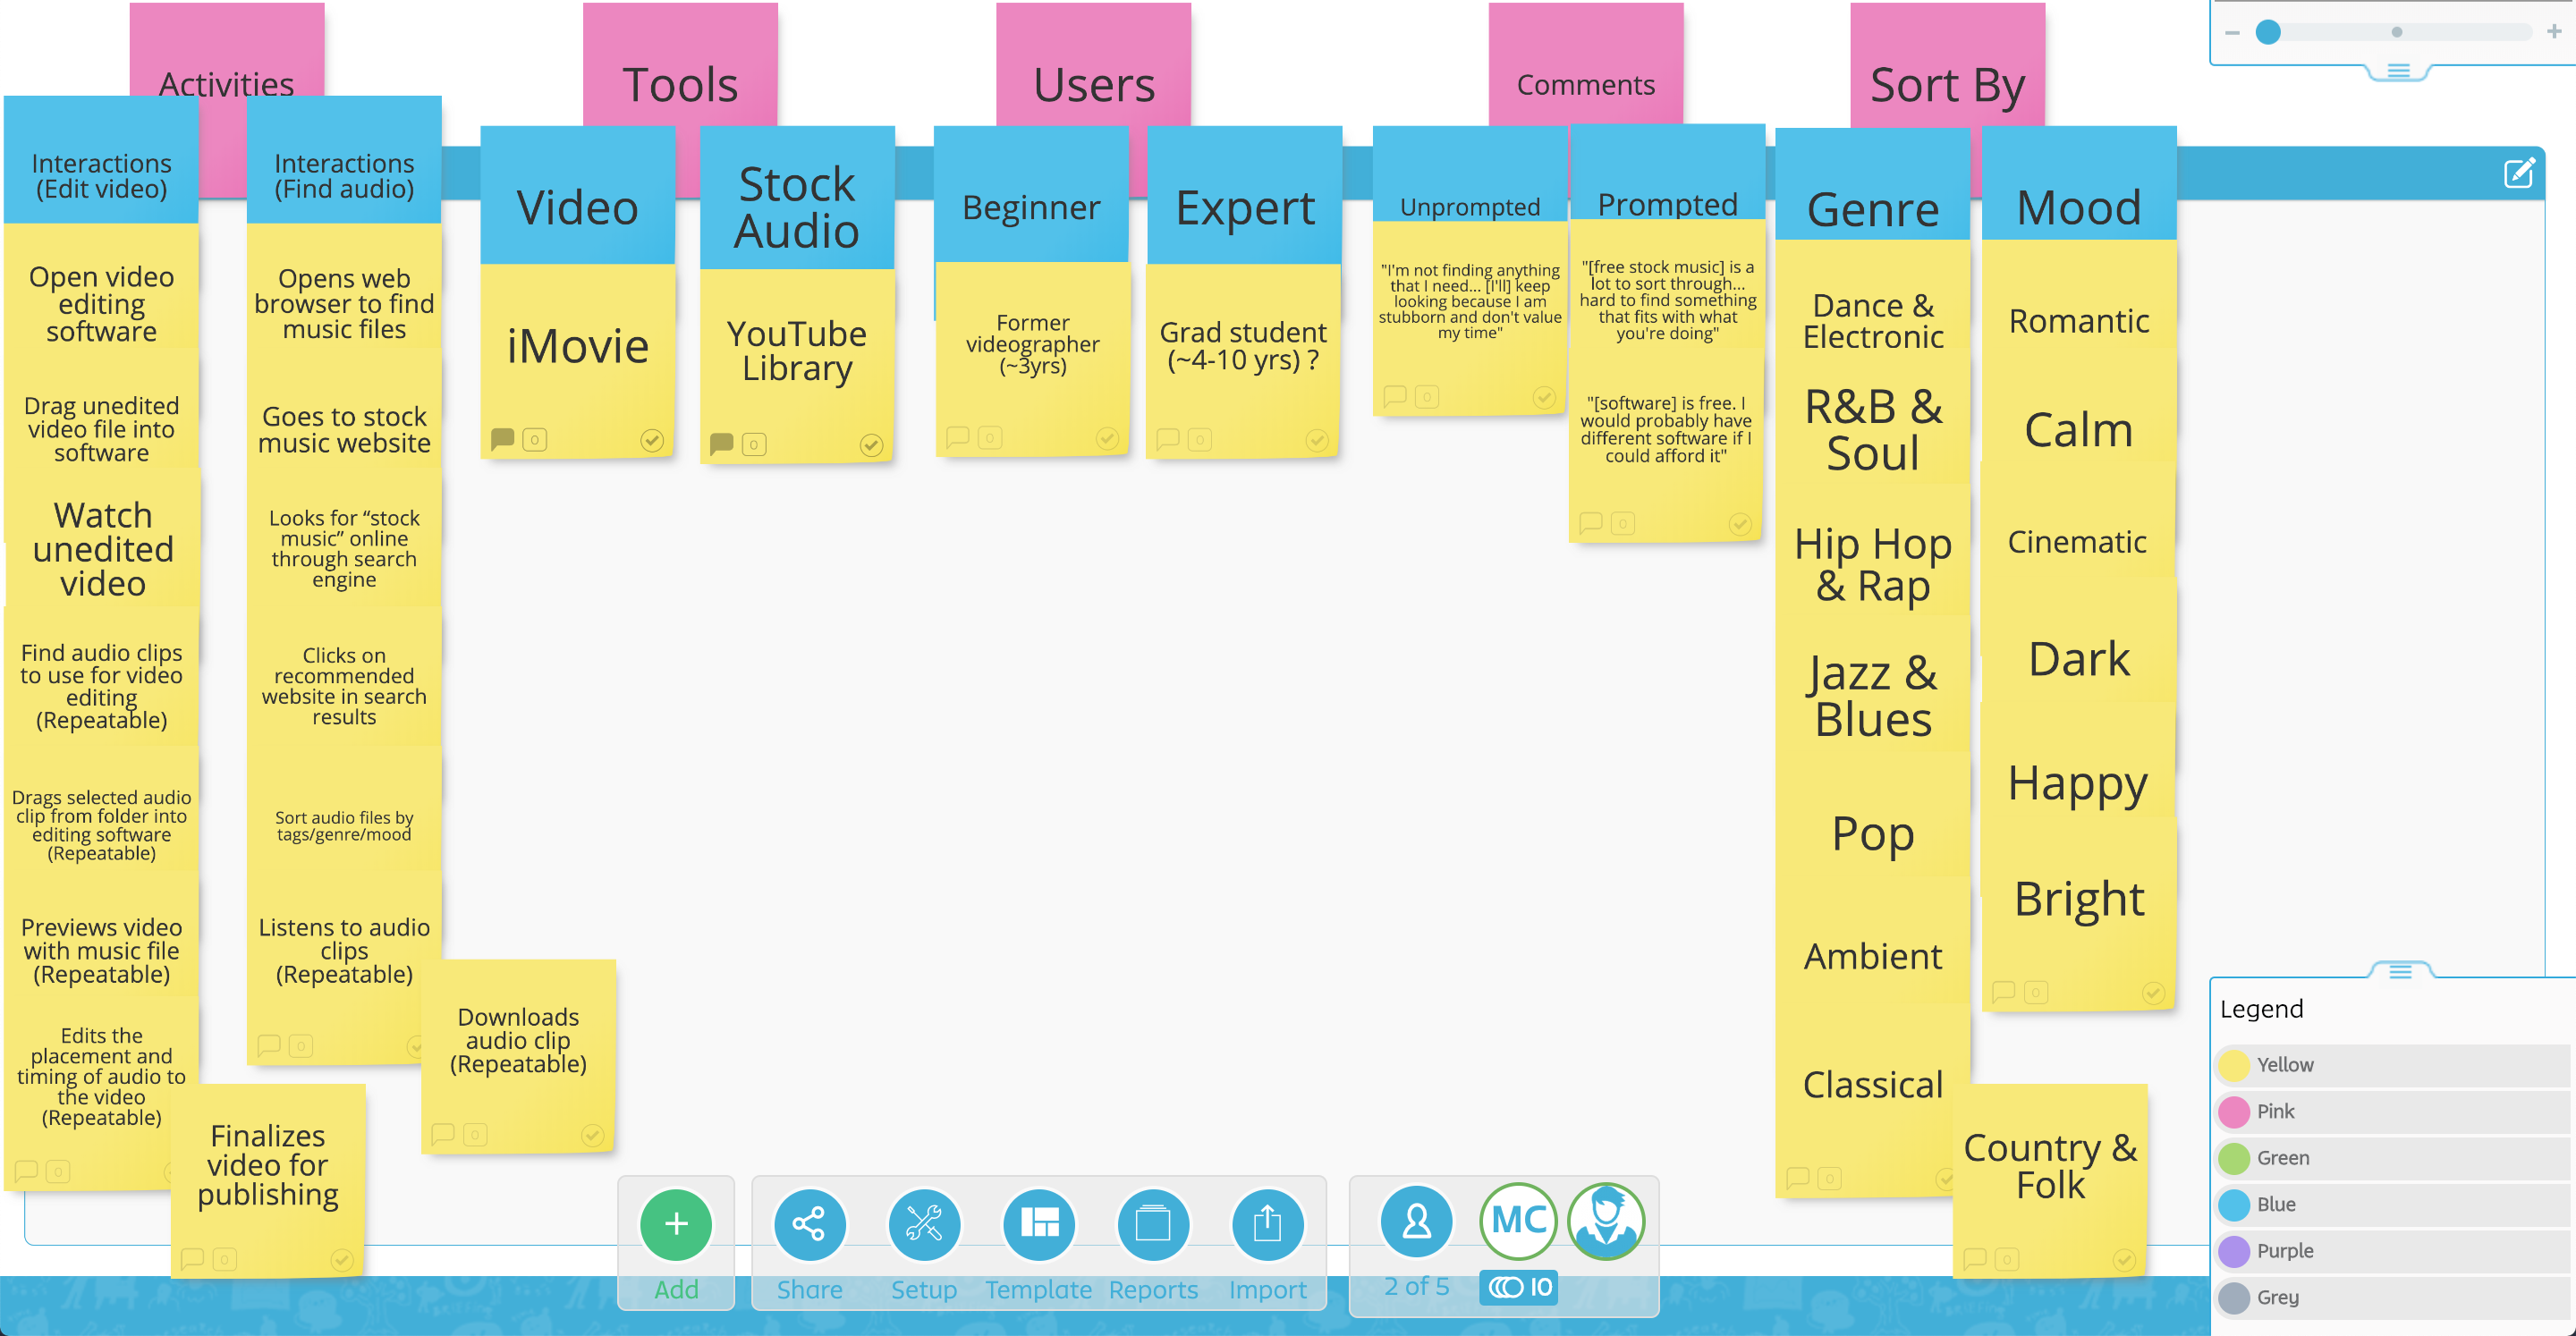 Activities
Tools
Users
Comments
Sort By
Interactions
(Edit video)
Open video
editing
software
Drag unedited
video file into
software
Watch
unedited
video
Find audio clips
to use for video
editing
(Repeatable)
Drags selected audio
clip from folder into
editing software
(Repeatable)
Previews video
with music file
(Repeatable)
Edits the
placement and
timing of audio to
the video
(Repeatable)
0
Finalizes
video for
publishing
0
Interactions
(Find audio)
Opens web
browser to find
music files
Goes to stock
music website
Looks for “stock
music” online
through search
engine
Clicks on
recommended
website in search
results
Sort audio files by
tags/genre/mood
Listens to audio
clips
(Repeatable)
0
Downloads
audio clip
(Repeatable)
0
Video
iMovie
0
Stock
Audio
YouTube
Library
0
Beginner
Former
videographer
(~3yrs)
0
Expert
Grad student
(~4-10 yrs) ?
0
Unprompted
"I'm not finding anything
that I need... [I'll] keep
looking because I am
stubborn and don't value
my time"
0
Prompted
"[free stock music] is a
lot to sort through...
hard to find something
that fits with what
you're doing"
"[software] is free. I
would probably have
different software if I
could afford it"
0
Genre
Dance &
Electronic
R&B &
Soul
Hip Hop
& Rap
Jazz &
Blues
Pop
Ambient
Classical
0
Country &
Folk
0
Mood
Romantic
Calm
Cinematic
Dark
Happy
Bright
0
Legend
Yellow
Pink
Green
Blue
Purple
Grey
Add
Share
Setup
Template
Reports
Import
2 of 5
MC
10